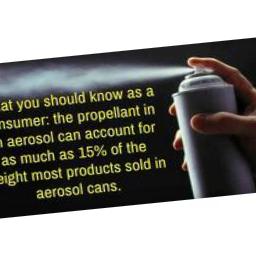 at you should know as a
nsumer: the propellant in
n aerosol can account for
as much as 15% of the
eight most products sold in
aerosol cans.